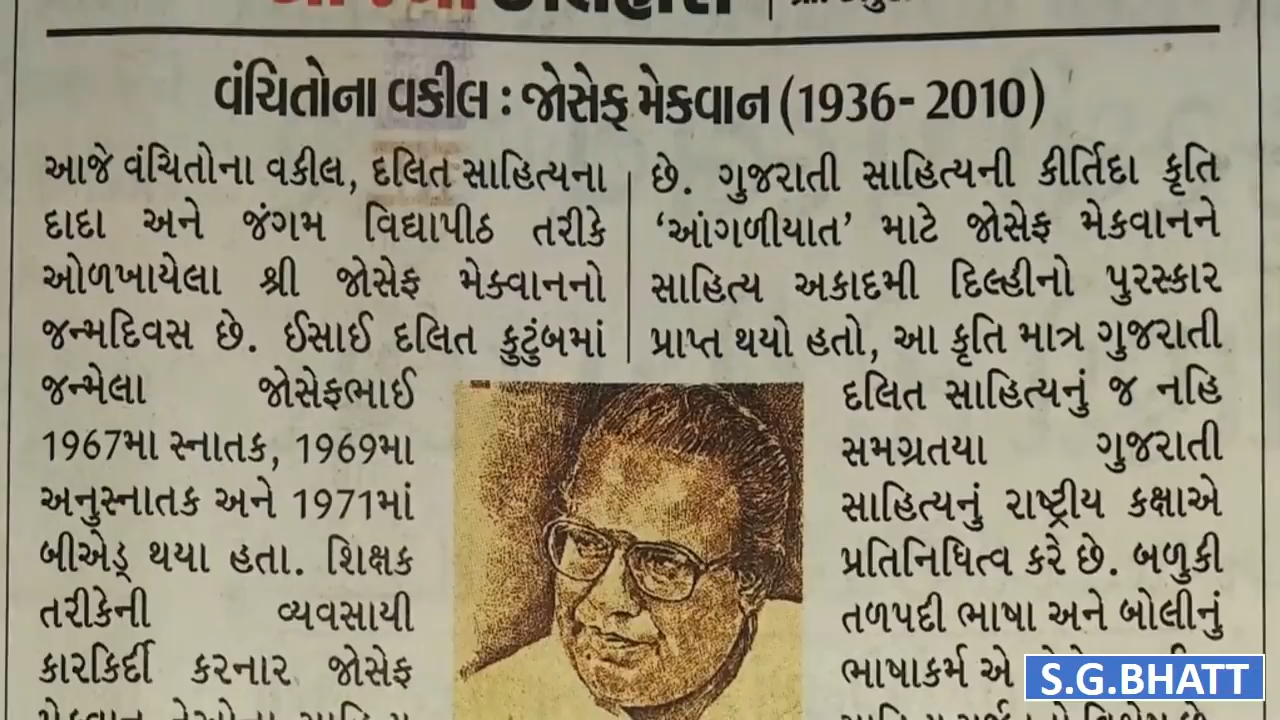 વંચિતોના વકીલ : જોસેફ મેકવાન (1936- 2010)
આજે વંચિતોના વકીલ, દલિત સાહિત્યના
દાદા અને જંગમ વિદ્યાપીઠ તરીકે
ઓળખાયેલા શ્રી જોસેફ મેકવાનનો
જન્મદિવસ છે. ઈસાઈ દલિત કુટુંબમાં
જન્મેલા જોસેફભાઈ
1967મા સ્નાતક, 1969મા
અનુસ્નાતક અને 1971માં
બીએડ્ થયા હતા. શિક્ષક
તરીકેની વ્યવસાયી
કારકિર્દી કરનાર જોસેફ
છે. ગુજરાતી સાહિત્યની કીર્તિદા કૃતિ
‘આંગળીયાત’ માટે જોસેફ મેકવાનને
સાહિત્ય અકાદમી દિલ્હીનો પુરસ્કાર
પ્રાપ્ત થયો હતો, આ કૃતિ માત્ર ગુજરાતી
દલિત સાહિત્યનું જ નહિ
સમગ્રતયા ગુજરાતી
સાહિત્યનું રાષ્ટ્રીય કક્ષાએ
પ્રતિનિધિત્વ કરે છે. બળુકી
તળપદી ભાષા અને બોલીનું
ભાષાકર્મ એ
S.G.BHATT